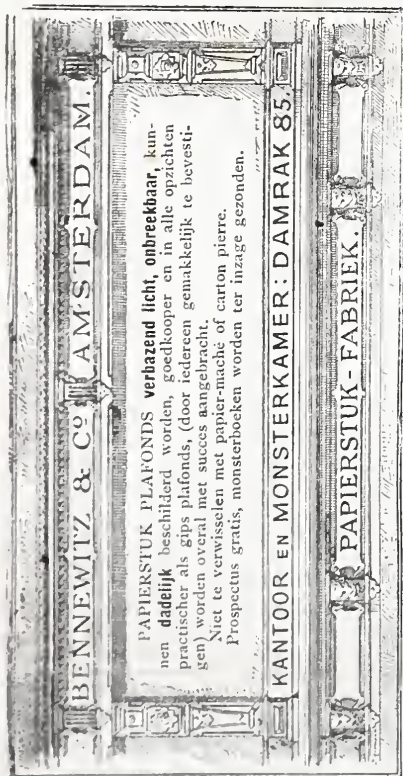 BENNEWITZ & Cº. AMSTERDAM.
PAPIERSTUK PLAFONDS verbazend licht, onbreekbaar, kun-
nen dadelijk beschilderd worden, goedkooper en in alle opzichten
practischer als gips plafonds, (door iedereen gemakkelijk te bevesti-
gen) worden overal met succes aangebracht.
Niet te verwisselen met papier-maché of carton pierre.
Prospectus gratis, monsterboeken worden ter inzage gezonden.
KANTOOR EN MONSTERKAMER: DAMRAK 85.
PAPIERSTUK-FABRIEK.